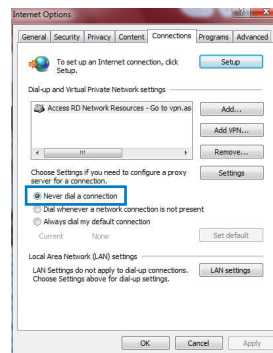 Internet Options
General Security Privacy Content Connections Programs Advanced
To set up an Internet connection, click
Setup.
Setup
Dial-up and Virtual Private Network settings
Access RD Network Resources - Go to vpn.as
Add...
Add VPN...
Remove...
Choose Settings if you need to configure a proxy
server for a connection.
Settings
Never dial a connection
Dial whenever a network connection is not present
Always dial my default connection
Current None
Set default
Local Area Network (LAN) settings
LAN Settings do not apply to dial-up connections.
Choose Settings above for dial-up settings.
LAN settings
OK Cancel Apply